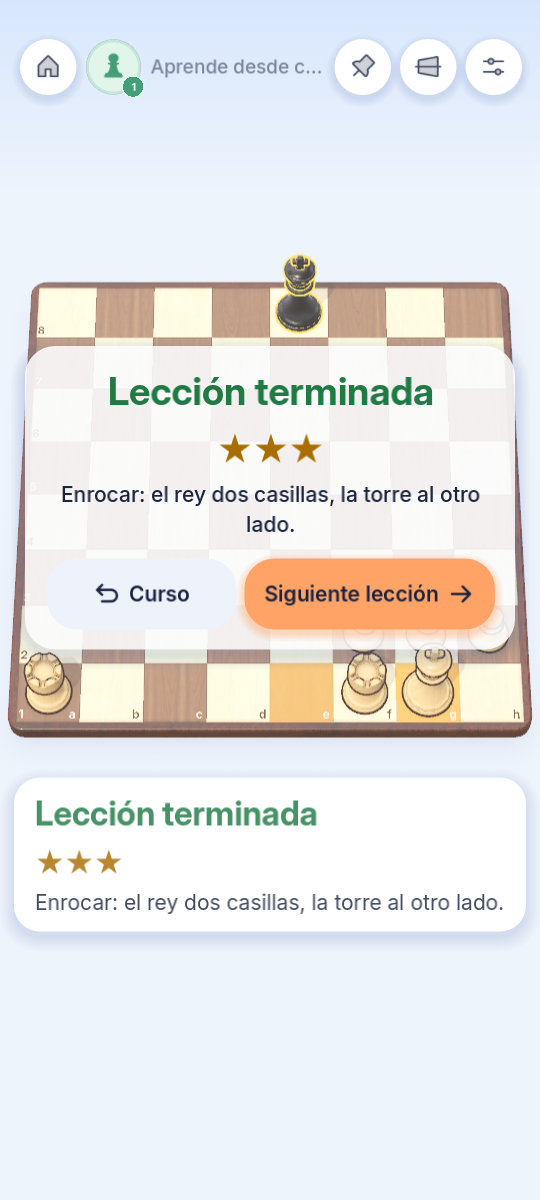 1
Aprende desde c...
8
Lección terminada
★★★
Enrocar: el rey dos casillas, la torre al otro
lado.
Curso
Siguiente lección
2
1 a b c d e f g h
Lección terminada
★★★
Enrocar: el rey dos casillas, la torre al otro lado.